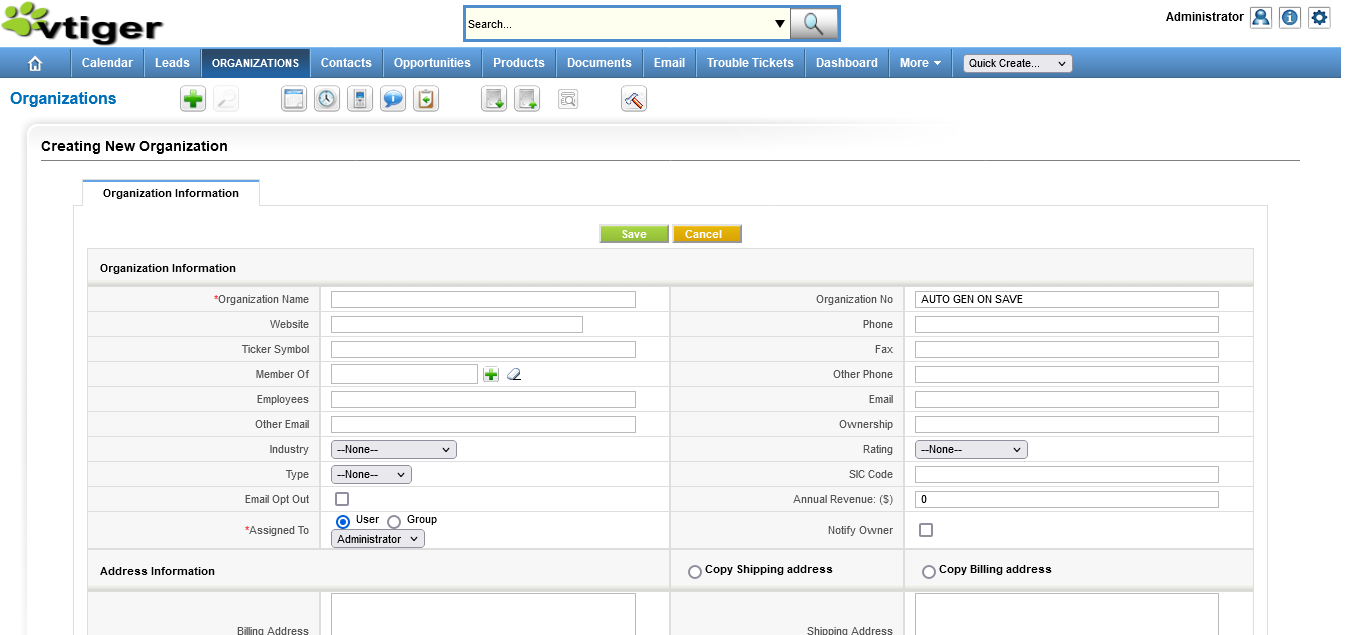 vtiger
Search...
Administrator
Calendar Leads ORGANIZATIONS Contacts Opportunities Products Documents Email Trouble Tickets Dashboard More Quick Create...
Organizations
Creating New Organization
Organization Information
Save Cancel
Organization Information
*Organization Name Organization No AUTO GEN ON SAVE
Website Phone
Ticker Symbol Fax
Member Of Other Phone
Employees Email
Other Email Ownership
Industry --None-- Rating --None--
Type --None-- SIC Code
Email Opt Out Annual Revenue: ($) 0
*Assigned To User Group Notify Owner
Administrator
Address Information Copy Shipping address Copy Billing address
Billing Address Shipping Address